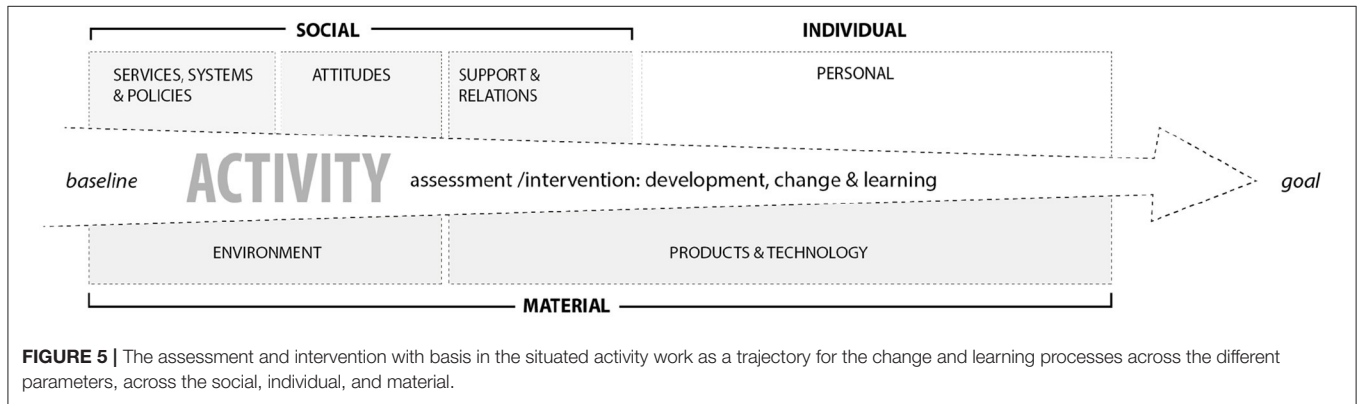 SOCIAL
INDIVIDUAL
SERVICES, SYSTEMS
& POLICIES
ATTITUDES
SUPPORT &
RELATIONS
PERSONAL
baseline
ACTIVITY
assessment /intervention: development, change & learning
goal
ENVIRONMENT
PRODUCTS & TECHNOLOGY
MATERIAL
FIGURE 5 | The assessment and intervention with basis in the situated activity work as a trajectory for the change and learning processes across the different
parameters, across the social, individual, and material.